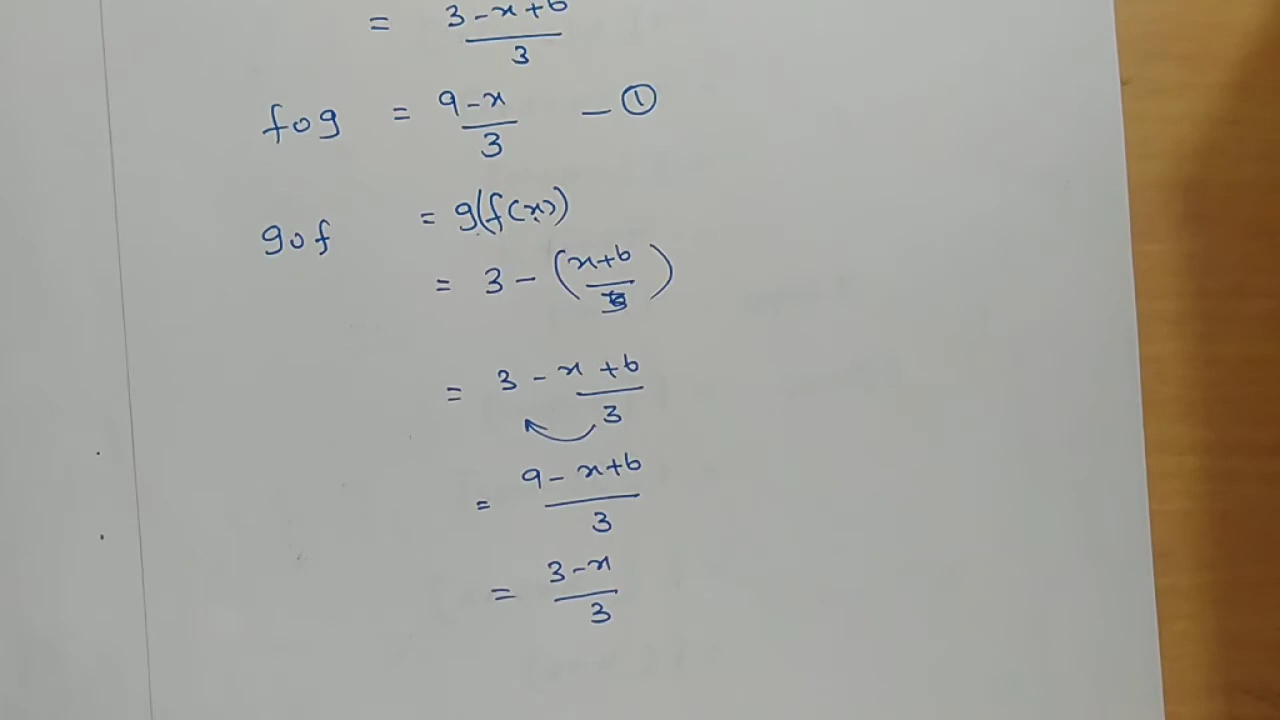 = 3-x+6
3
fog = 9-x/3 - ①
gof = g(f(x))
= 3 - (x+6/3)
= 3 - x+6/3
= 9 - x+6/3
= 3-x/3